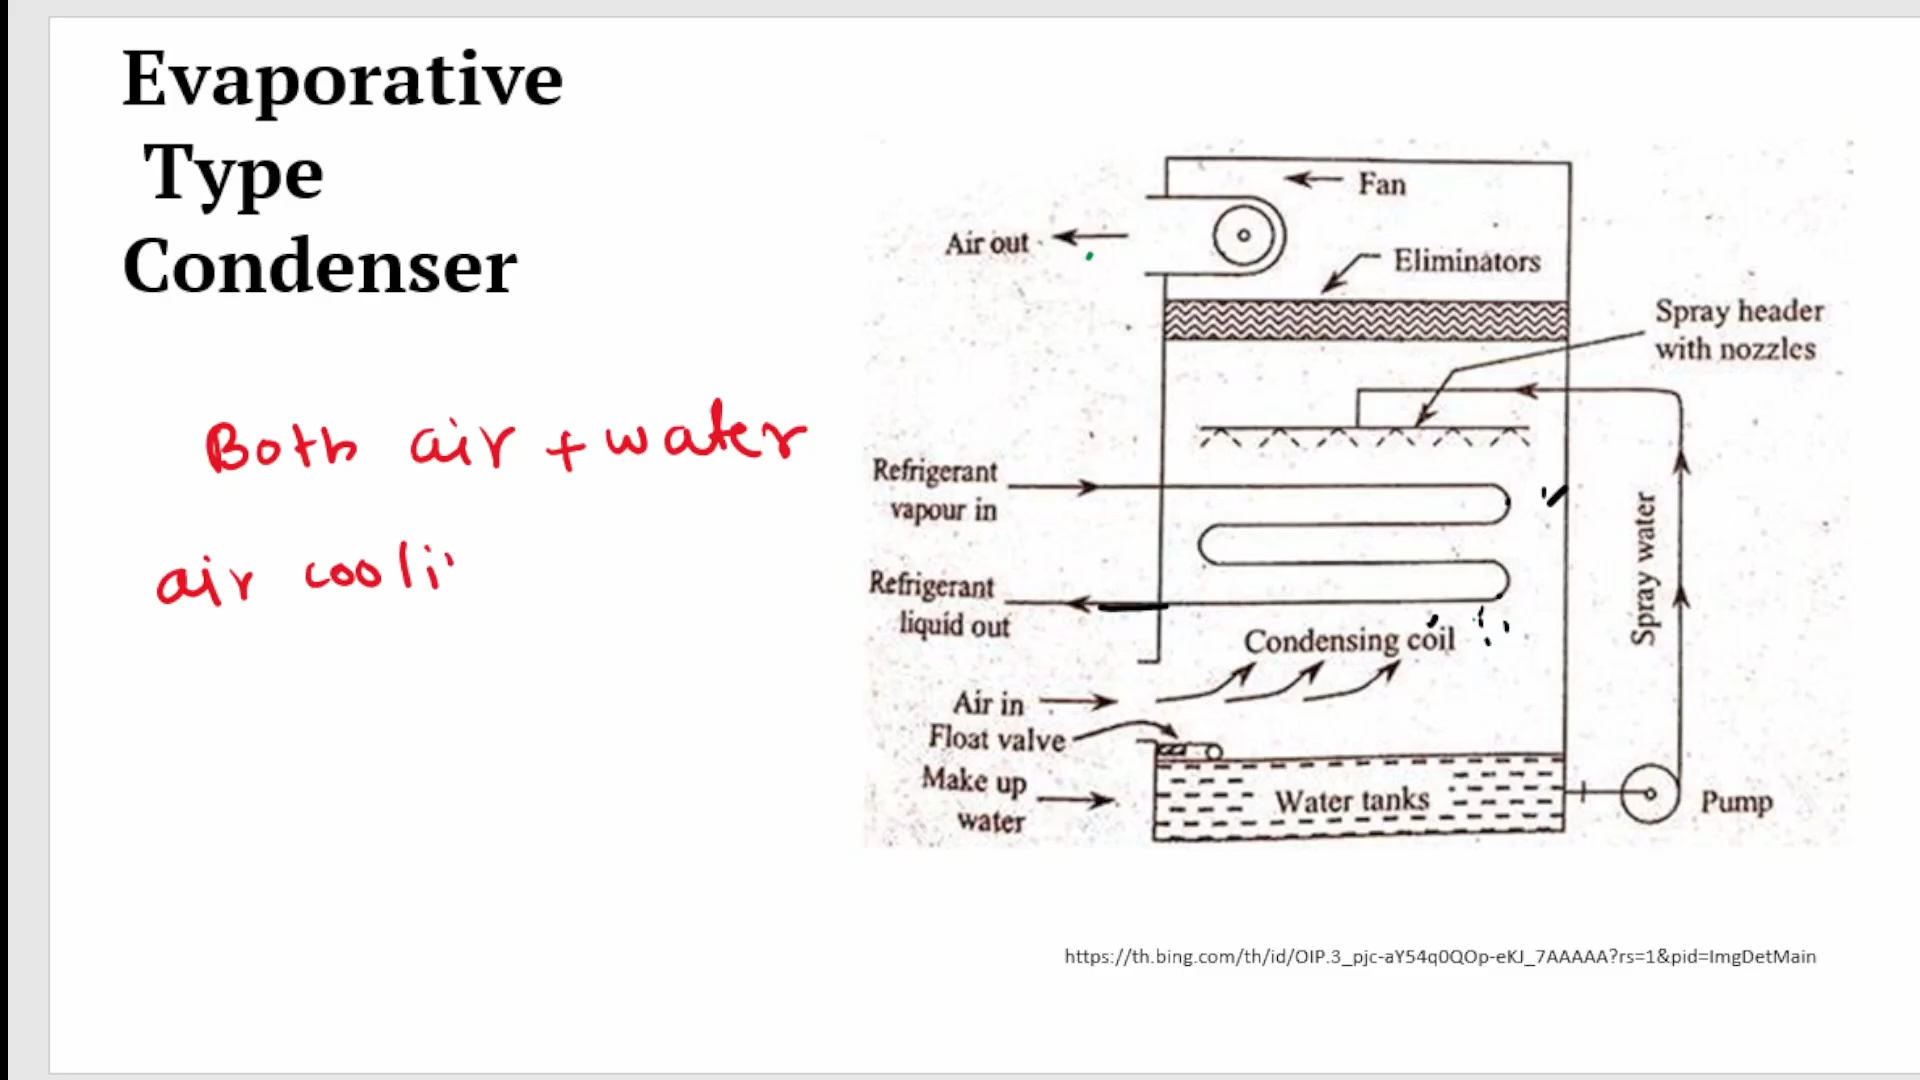 Evaporative
Type
Condenser
Both air + water
air cooli
Fan
Air out
Eliminators
Spray header
with nozzles
Refrigerant
vapour in
Spray water
Refrigerant
liquid out
Condensing coil
Air in
Float valve
Make up
water
Water tanks
Pump
https://th.bing.com/th/id/OIP.3_pjc-aY54q0QOp-eKJ_7AAAAA?rs=1&pid=ImgDetMain